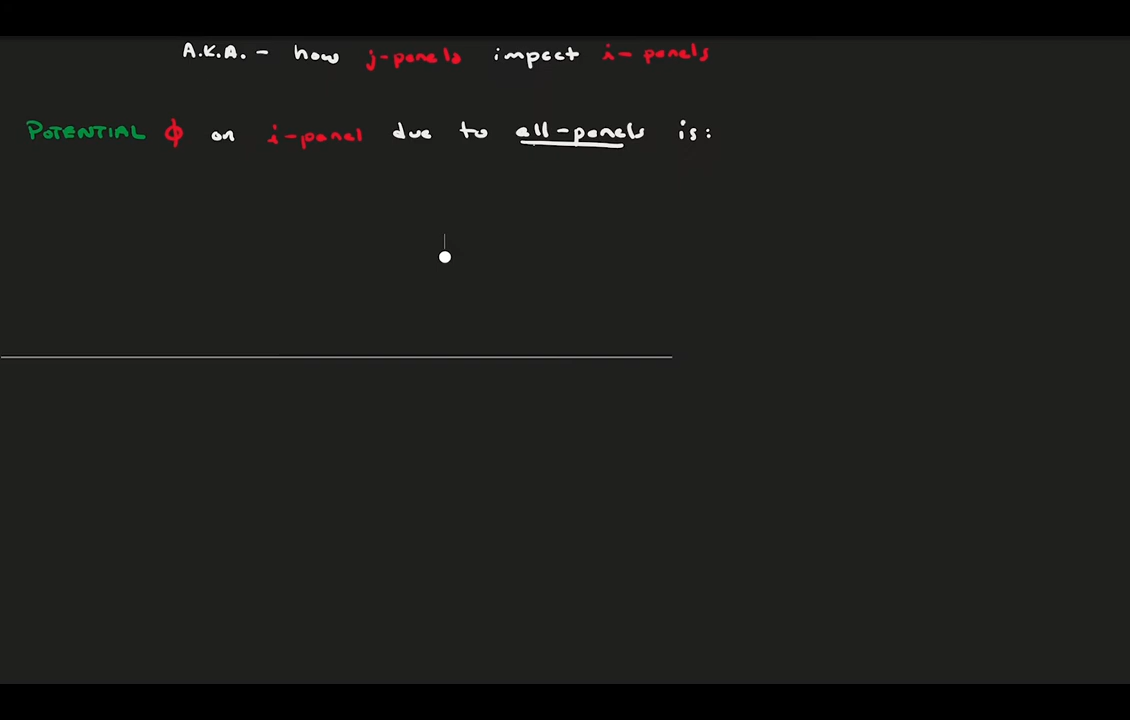 A.K.A. - how j-panels impact i-panels
POTENTIAL ϕ on i-panel due to all-panels is: